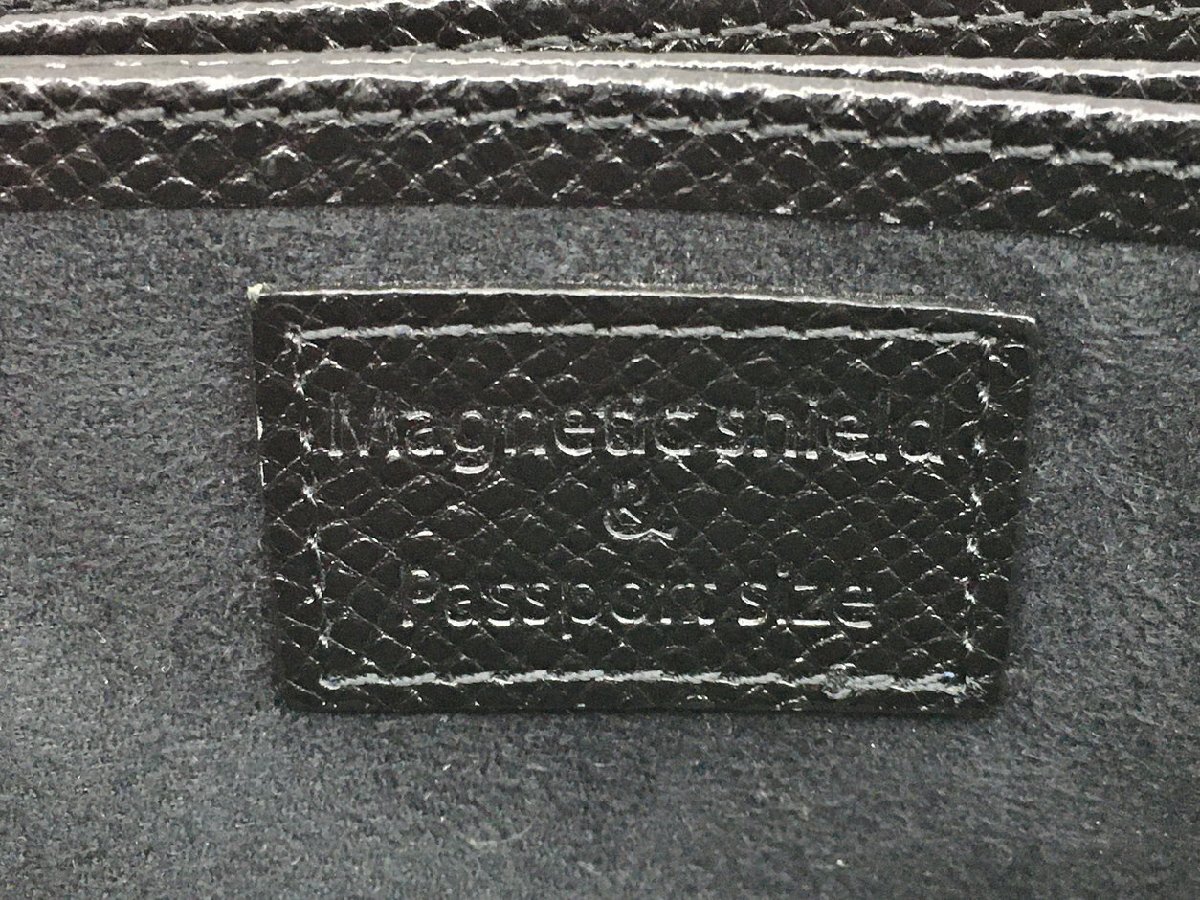 Magnetic shield
&
Passport size